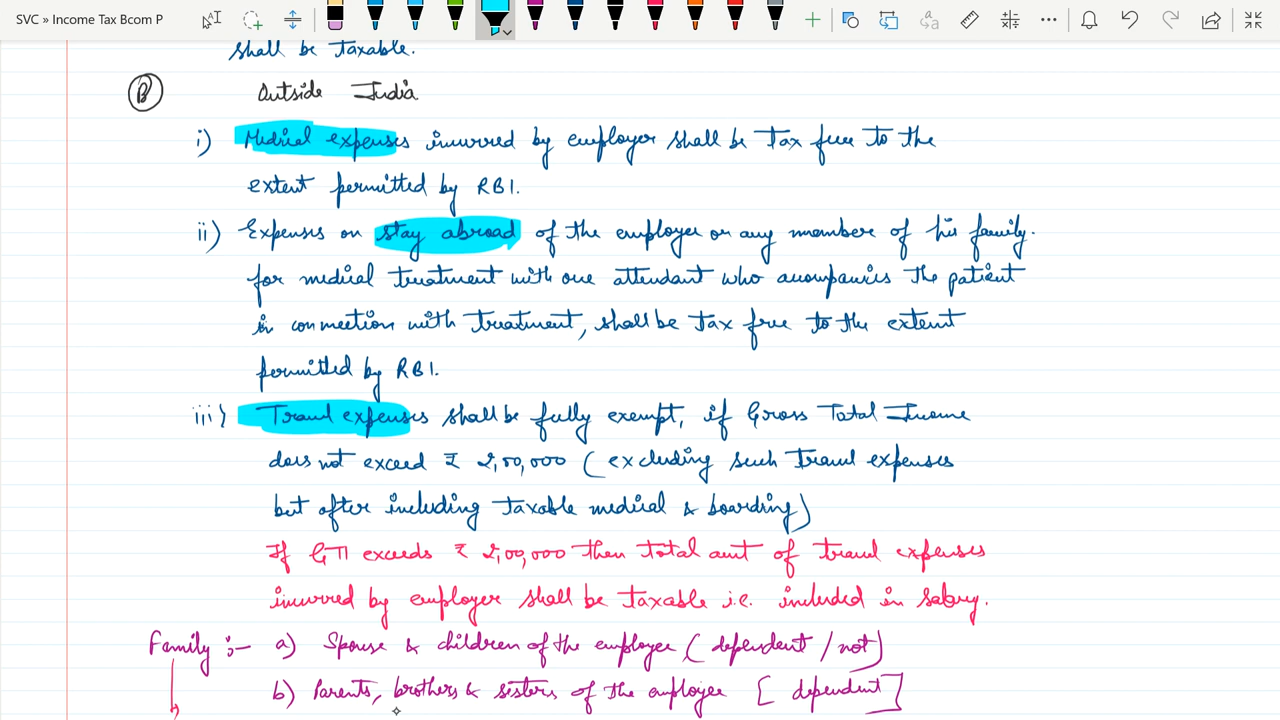 SVC » Income Tax Bcom P
shall be taxable.
(B) Outside India
i) Medical expenses incurred by employer shall be Tax free to the
extent permitted by RBI.
ii) Expenses on stay abroad of the employee or any member of his family.
for medical treatment with one attendant who accompanies the patient
in connection with treatment, shall be tax free to the extent
permitted by RBI.
iii) Travel expenses shall be fully exempt, if Gross Total Income
does not exceed ₹ 2,00,000 (excluding such travel expenses
but after including taxable medical & boarding)
If GTI exceeds ₹ 2,00,000 then total amt of travel expenses
incurred by employer shall be taxable i.e. included in salary.
Family :- a) Spouse & children of the employee (dependent / not)
b) Parents, brothers & sisters of the employee [dependent]